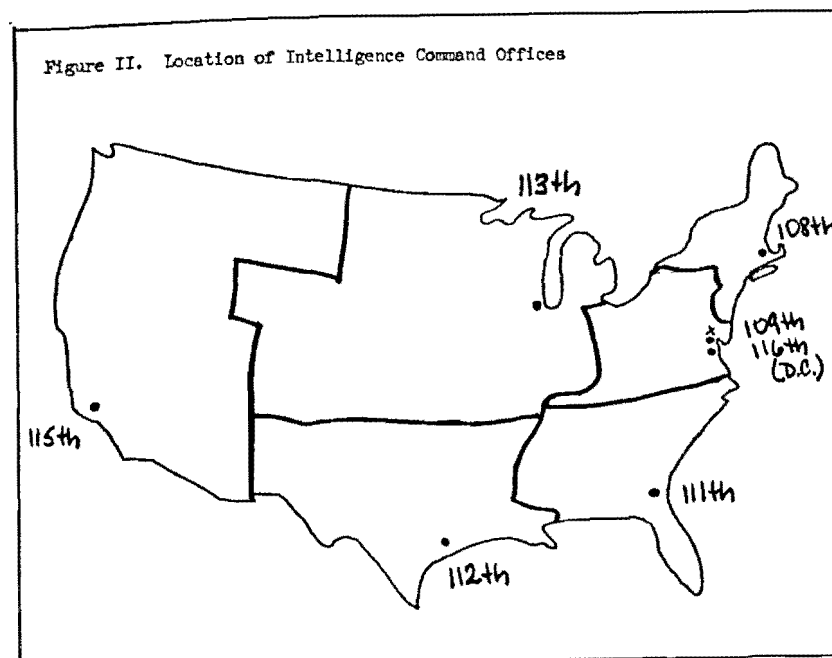 Figure II. Location of Intelligence Command Offices
113th
108th
109th
116th
(D.C.)
115th
111th
112th